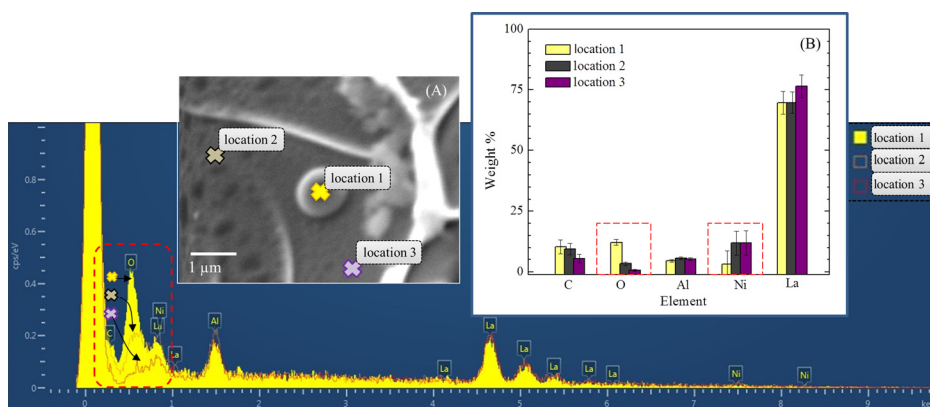 100
75
50
25
0
Weight %
location 1
location 2
location 3
(B)
C
O
Al
Ni
La
Element
(A)
location 2
location 1
location 3
1 µm
location 1
location 2
location 3
0.8
0.6
0.4
0.2
0
cps/eV
O
C
Ni
La
La
Al
La
La
La
La
La
La
Ni
Ni
0
1
2
3
4
5
6
7
8
9